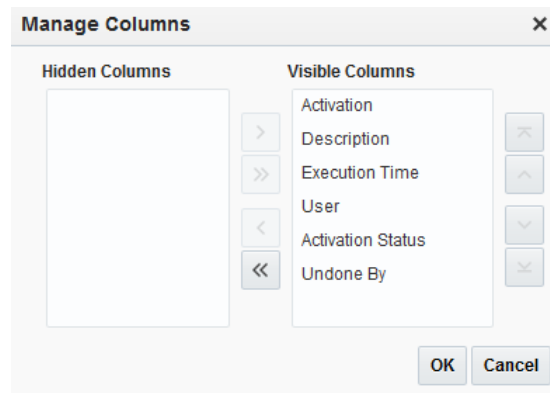 Manage Columns
Hidden Columns
Visible Columns
Activation
Description
Execution Time
User
Activation Status
Undone By
OK
Cancel